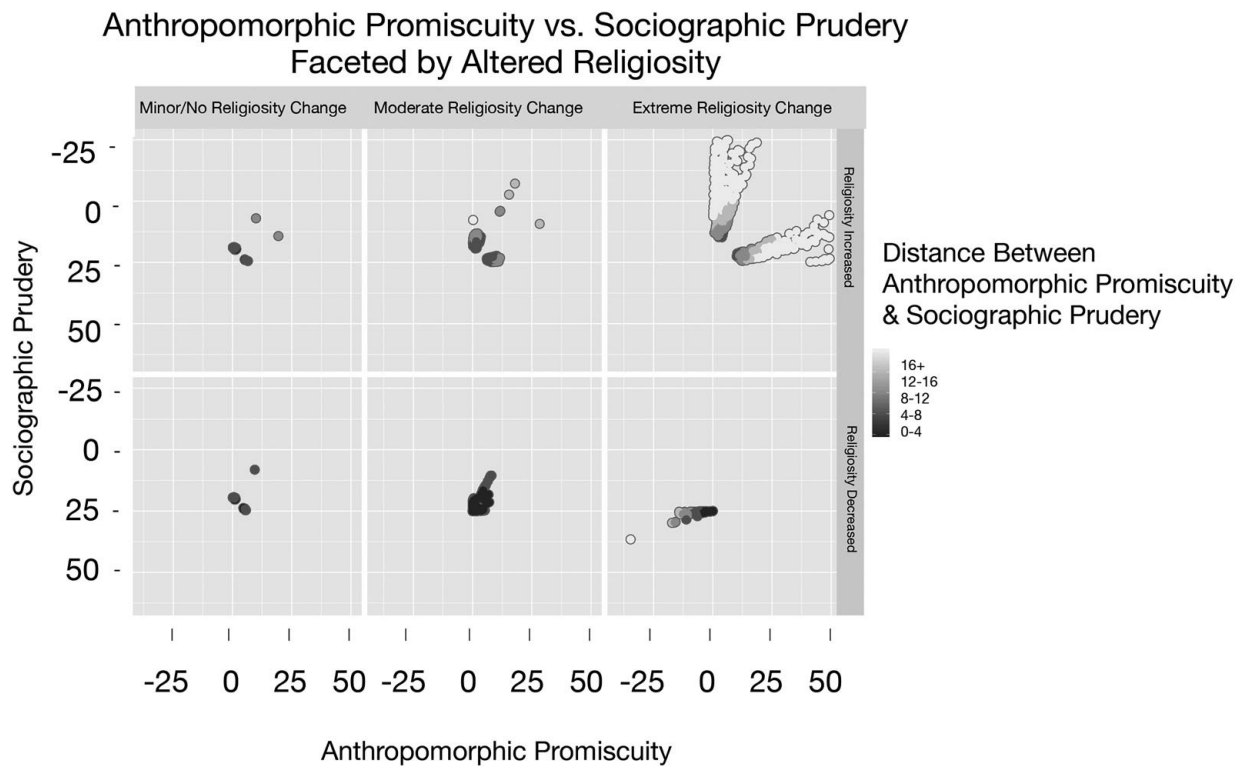 Anthropomorphic Promiscuity vs. Sociographic Prudery
Faceted by Altered Religiosity
Minor/No Religiosity Change
Moderate Religiosity Change
Extreme Religiosity Change
Sociographic Prudery
-25
0
25
50
Religiosity Increased
-25
0
25
50
Religiosity Decreased
Distance Between
Anthropomorphic Promiscuity
& Sociographic Prudery
16+
12-16
8-12
4-8
0-4
-25 0 25 50 -25 0 25 50 -25 0 25 50
Anthropomorphic Promiscuity